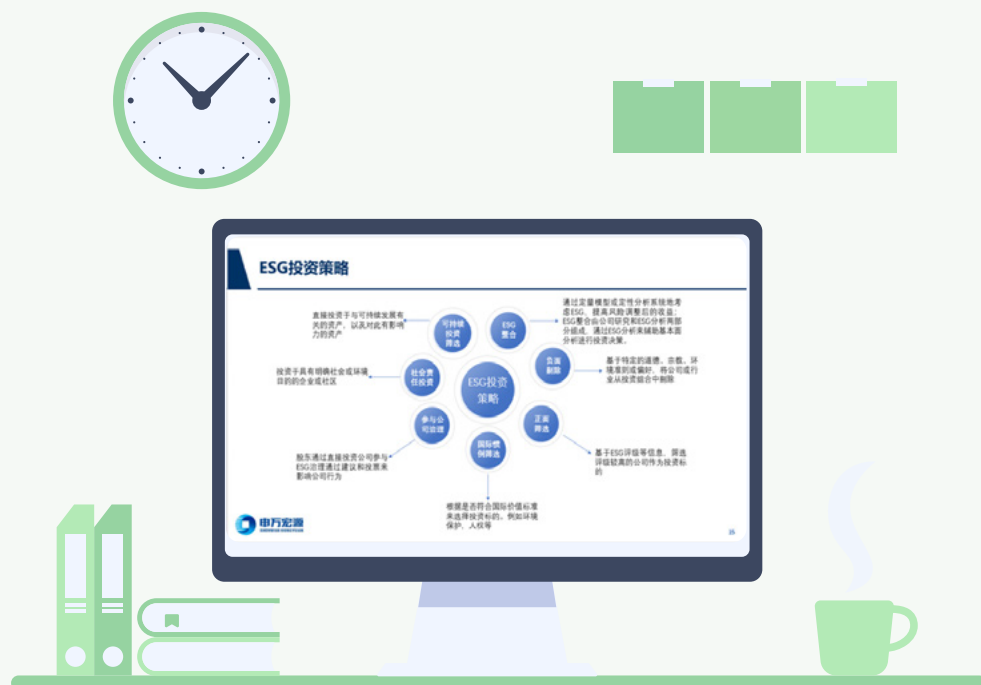 ESG投资策略
直接投资于与可持续发展有
关的资产，以及对此有影响
力的资产
可持续
投资
筛选
ESG
整合
通过定量模型或定性分析系统地考
虑ESG、提高风险调整后的收益；
ESG整合由公司研究和ESG分析两部
分组成，通过ESG分析来辅助基本面
分析进行投资决策。
投资于具有明确社会或环境
目的的企业或社区
社会责
任投资
ESG投资
策略
负面
剔除
基于特定的道德、宗教、环
境准则或偏好，将公司或行
业从投资组合中剔除
股东通过直接投资公司参与
ESG治理通过建议和投票来
影响公司行为
参与公
司治理
国际惯
例筛选
正面
筛选
基于ESG评级等信息，筛选
评级较高的公司作为投资标
的
根据是否符合国际价值标准
来选择投资标的，例如环境
保护、人权等
申万宏源